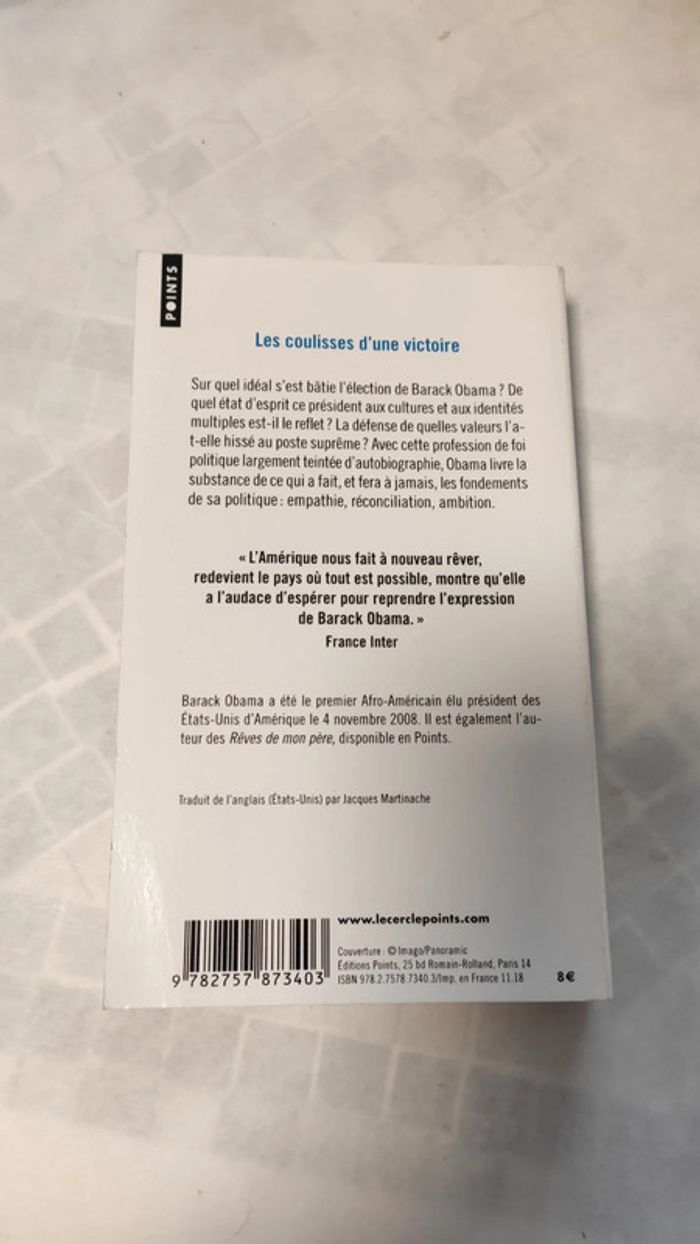 POINTS
Les coulisses d'une victoire
Sur quel idéal s'est bâtie l'élection de Barack Obama ? De
quel état d'esprit ce président aux cultures et aux identités
multiples est-il le reflet ? La défense de quelles valeurs l'a-
t-elle hissé au poste suprême ? Avec cette profession de foi
politique largement teintée d'autobiographie, Obama livre la
substance de ce qui a fait, et fera à jamais, les fondements
de sa politique : empathie, réconciliation, ambition.
« L'Amérique nous fait à nouveau rêver,
redevient le pays où tout est possible, montre qu'elle
a l'audace d'espérer pour reprendre l'expression
de Barack Obama. »
France Inter
Barack Obama a été le premier Afro-Américain élu président des
États-Unis d'Amérique le 4 novembre 2008. Il est également l'au-
teur des Rêves de mon père, disponible en Points.
Traduit de l'anglais (États-Unis) par Jacques Martinache
www.lecerclepoints.com
Couverture : © Imago/Panoramic
Éditions Points, 25 bd Romain-Rolland, Paris 14
ISBN 978.2.7578.7340.3/Imp. en France 11.18
8€
9 782757 873403